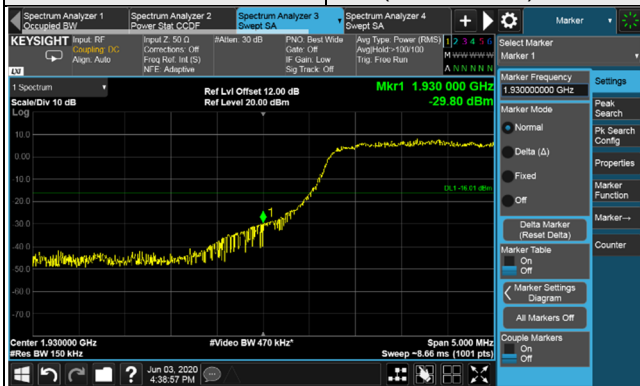 Spectrum Analyzer 1
Occupied BW
Spectrum Analyzer 2
Power Stat CCDF
Spectrum Analyzer 3
Swept SA
Spectrum Analyzer 4
Swept SA
Marker
KEYSIGHT
Input: RF
Coupling: DC
Align: Auto
Input Z: 50 Ω
Corrections: Off
Freq Ref: Int (S)
NFE: Adaptive
#Atten: 30 dB
PNO: Best Wide
Gate: Off
IF Gain: Low
Sig Track: Off
Avg Type: Power (RMS)
Avg|Hold:>100/100
Trig: Free Run
1 2 3 4 5 6
M W W W W W
A N N N N N
LXI
Select Marker
Marker 1
1 Spectrum
Scale/Div 10 dB
Log
Ref Lvl Offset 12.00 dB
Ref Level 20.00 dBm
Mkr1 1.930 000 GHz
-29.80 dBm
10.0
0.00
-10.0
-20.0
-30.0
-40.0
-50.0
-60.0
-70.0
1
DL1 -16.01 dBm
Center 1.930000 GHz
#Res BW 150 kHz
#Video BW 470 kHz*
Span 5.000 MHz
Sweep ~8.66 ms (1001 pts)
Marker Frequency
1.930000000 GHz
Marker Mode
Normal
Delta (Δ)
Fixed
Off
Delta Marker
(Reset Delta)
Marker Table
On
Off
Marker Settings
Diagram
All Markers Off
Couple Markers
On
Off
Settings
Peak
Search
Pk Search
Config
Properties
Marker
Function
Marker→
Counter
?
Jun 03, 2020
4:38:57 PM